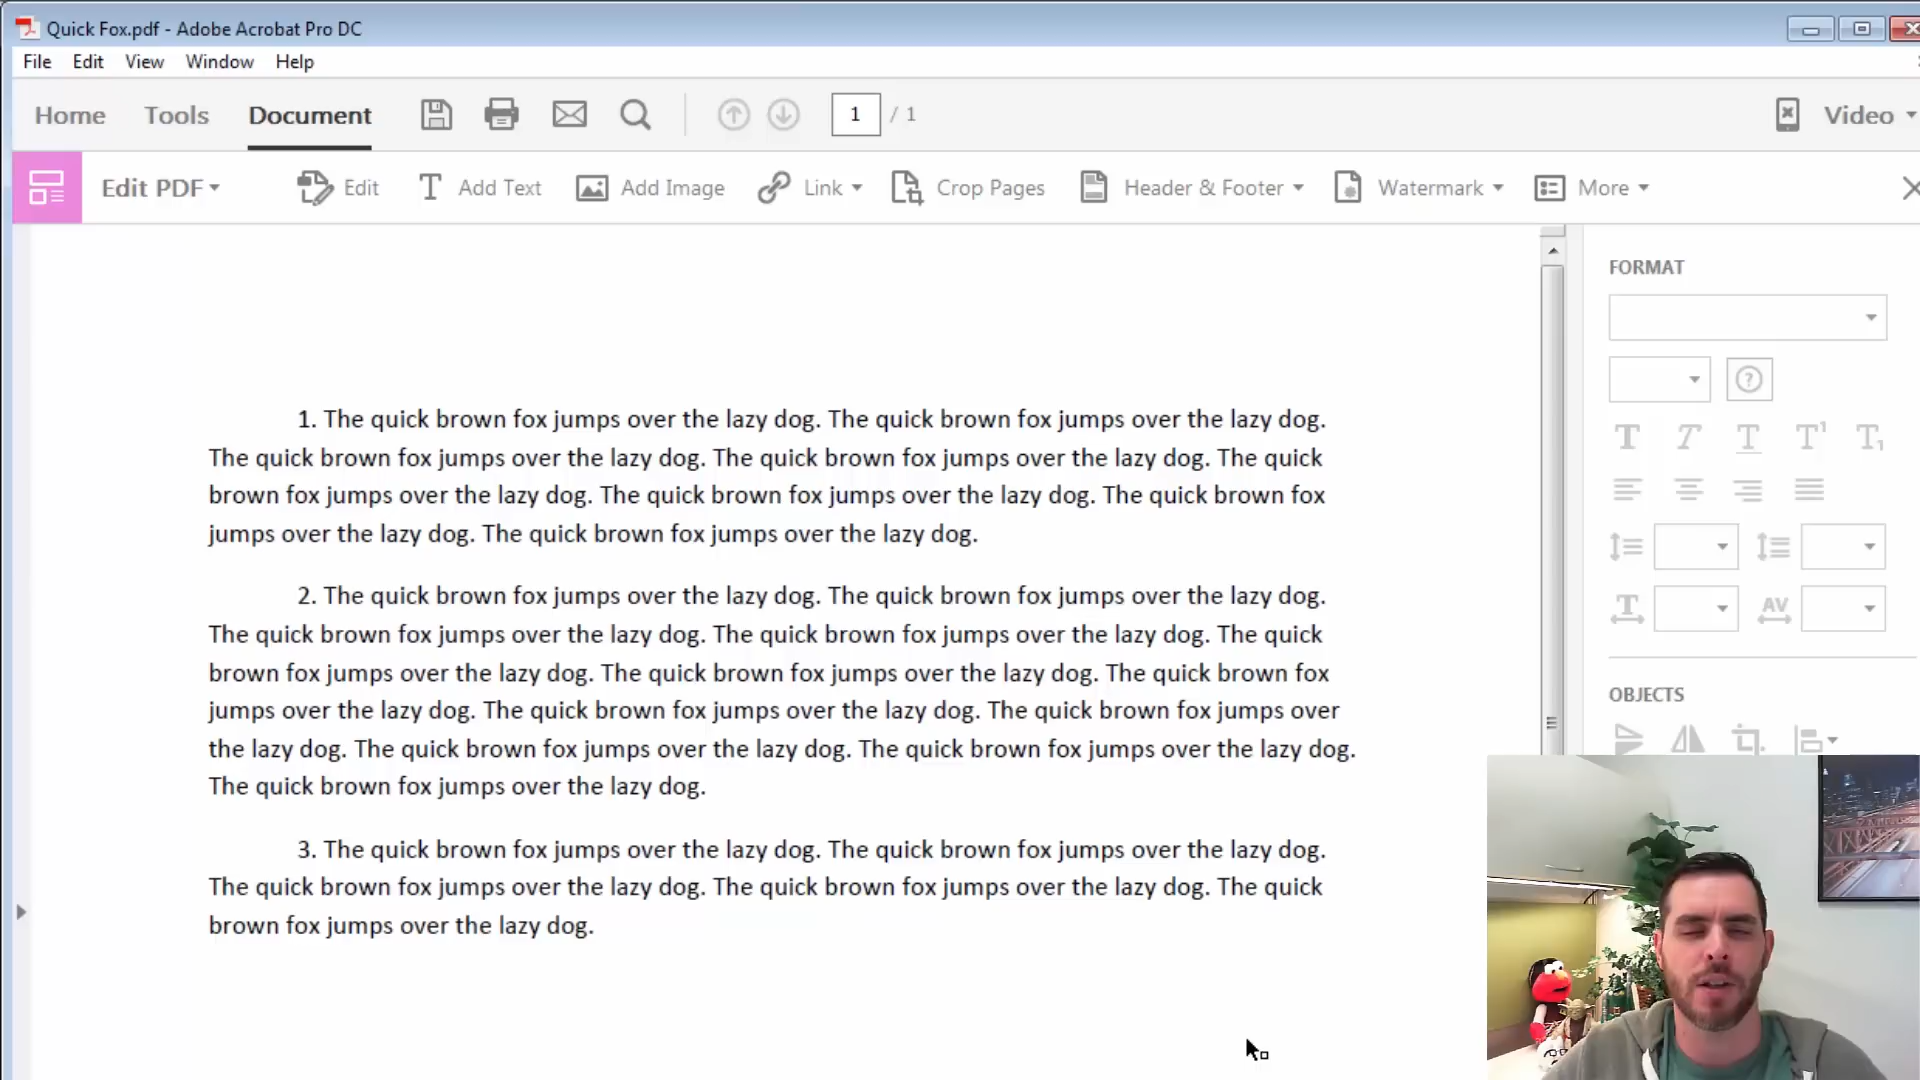 Quick Fox.pdf - Adobe Acrobat Pro DC
File Edit View Window Help
Home Tools Document 1 / 1 Video
Edit PDF Edit Add Text Add Image Link Crop Pages Header & Footer Watermark More
FORMAT
1. The quick brown fox jumps over the lazy dog. The quick brown fox jumps over the lazy dog.
The quick brown fox jumps over the lazy dog. The quick brown fox jumps over the lazy dog. The quick
brown fox jumps over the lazy dog. The quick brown fox jumps over the lazy dog. The quick brown fox
jumps over the lazy dog. The quick brown fox jumps over the lazy dog.
2. The quick brown fox jumps over the lazy dog. The quick brown fox jumps over the lazy dog.
The quick brown fox jumps over the lazy dog. The quick brown fox jumps over the lazy dog. The quick
brown fox jumps over the lazy dog. The quick brown fox jumps over the lazy dog. The quick brown fox
jumps over the lazy dog. The quick brown fox jumps over the lazy dog. The quick brown fox jumps over
the lazy dog. The quick brown fox jumps over the lazy dog. The quick brown fox jumps over the lazy dog.
The quick brown fox jumps over the lazy dog.
3. The quick brown fox jumps over the lazy dog. The quick brown fox jumps over the lazy dog.
The quick brown fox jumps over the lazy dog. The quick brown fox jumps over the lazy dog. The quick
brown fox jumps over the lazy dog.
OBJECTS